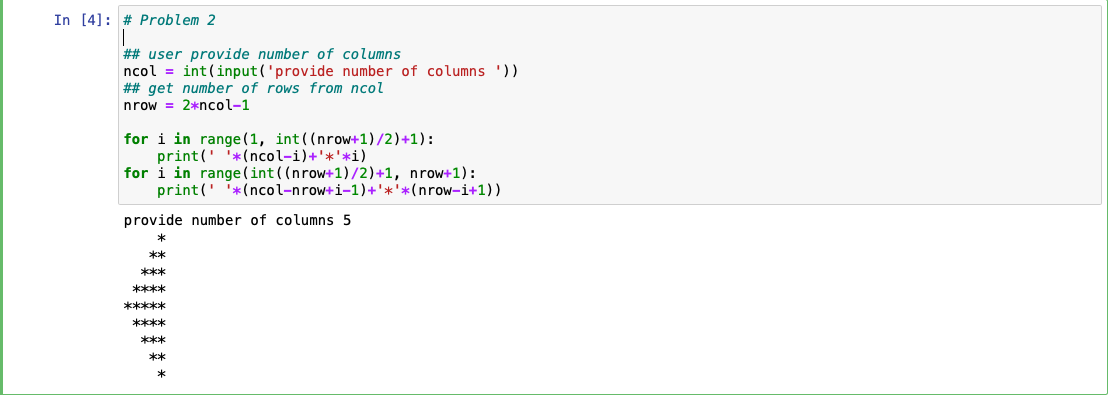 In [4]: # Problem 2
## user provide number of columns
ncol = int(input('provide number of columns '))
## get number of rows from ncol
nrow = 2*ncol-1
for i in range(1, int((nrow+1)/2)+1):
    print(' '*(ncol-i)+'*'*i)
for i in range(int((nrow+1)/2)+1, nrow+1):
    print(' '*(ncol-nrow+i-1)+'*'*(nrow-i+1))
provide number of columns 5
    *
   **
  ***
 ****
*****
 ****
  ***
   **
    *